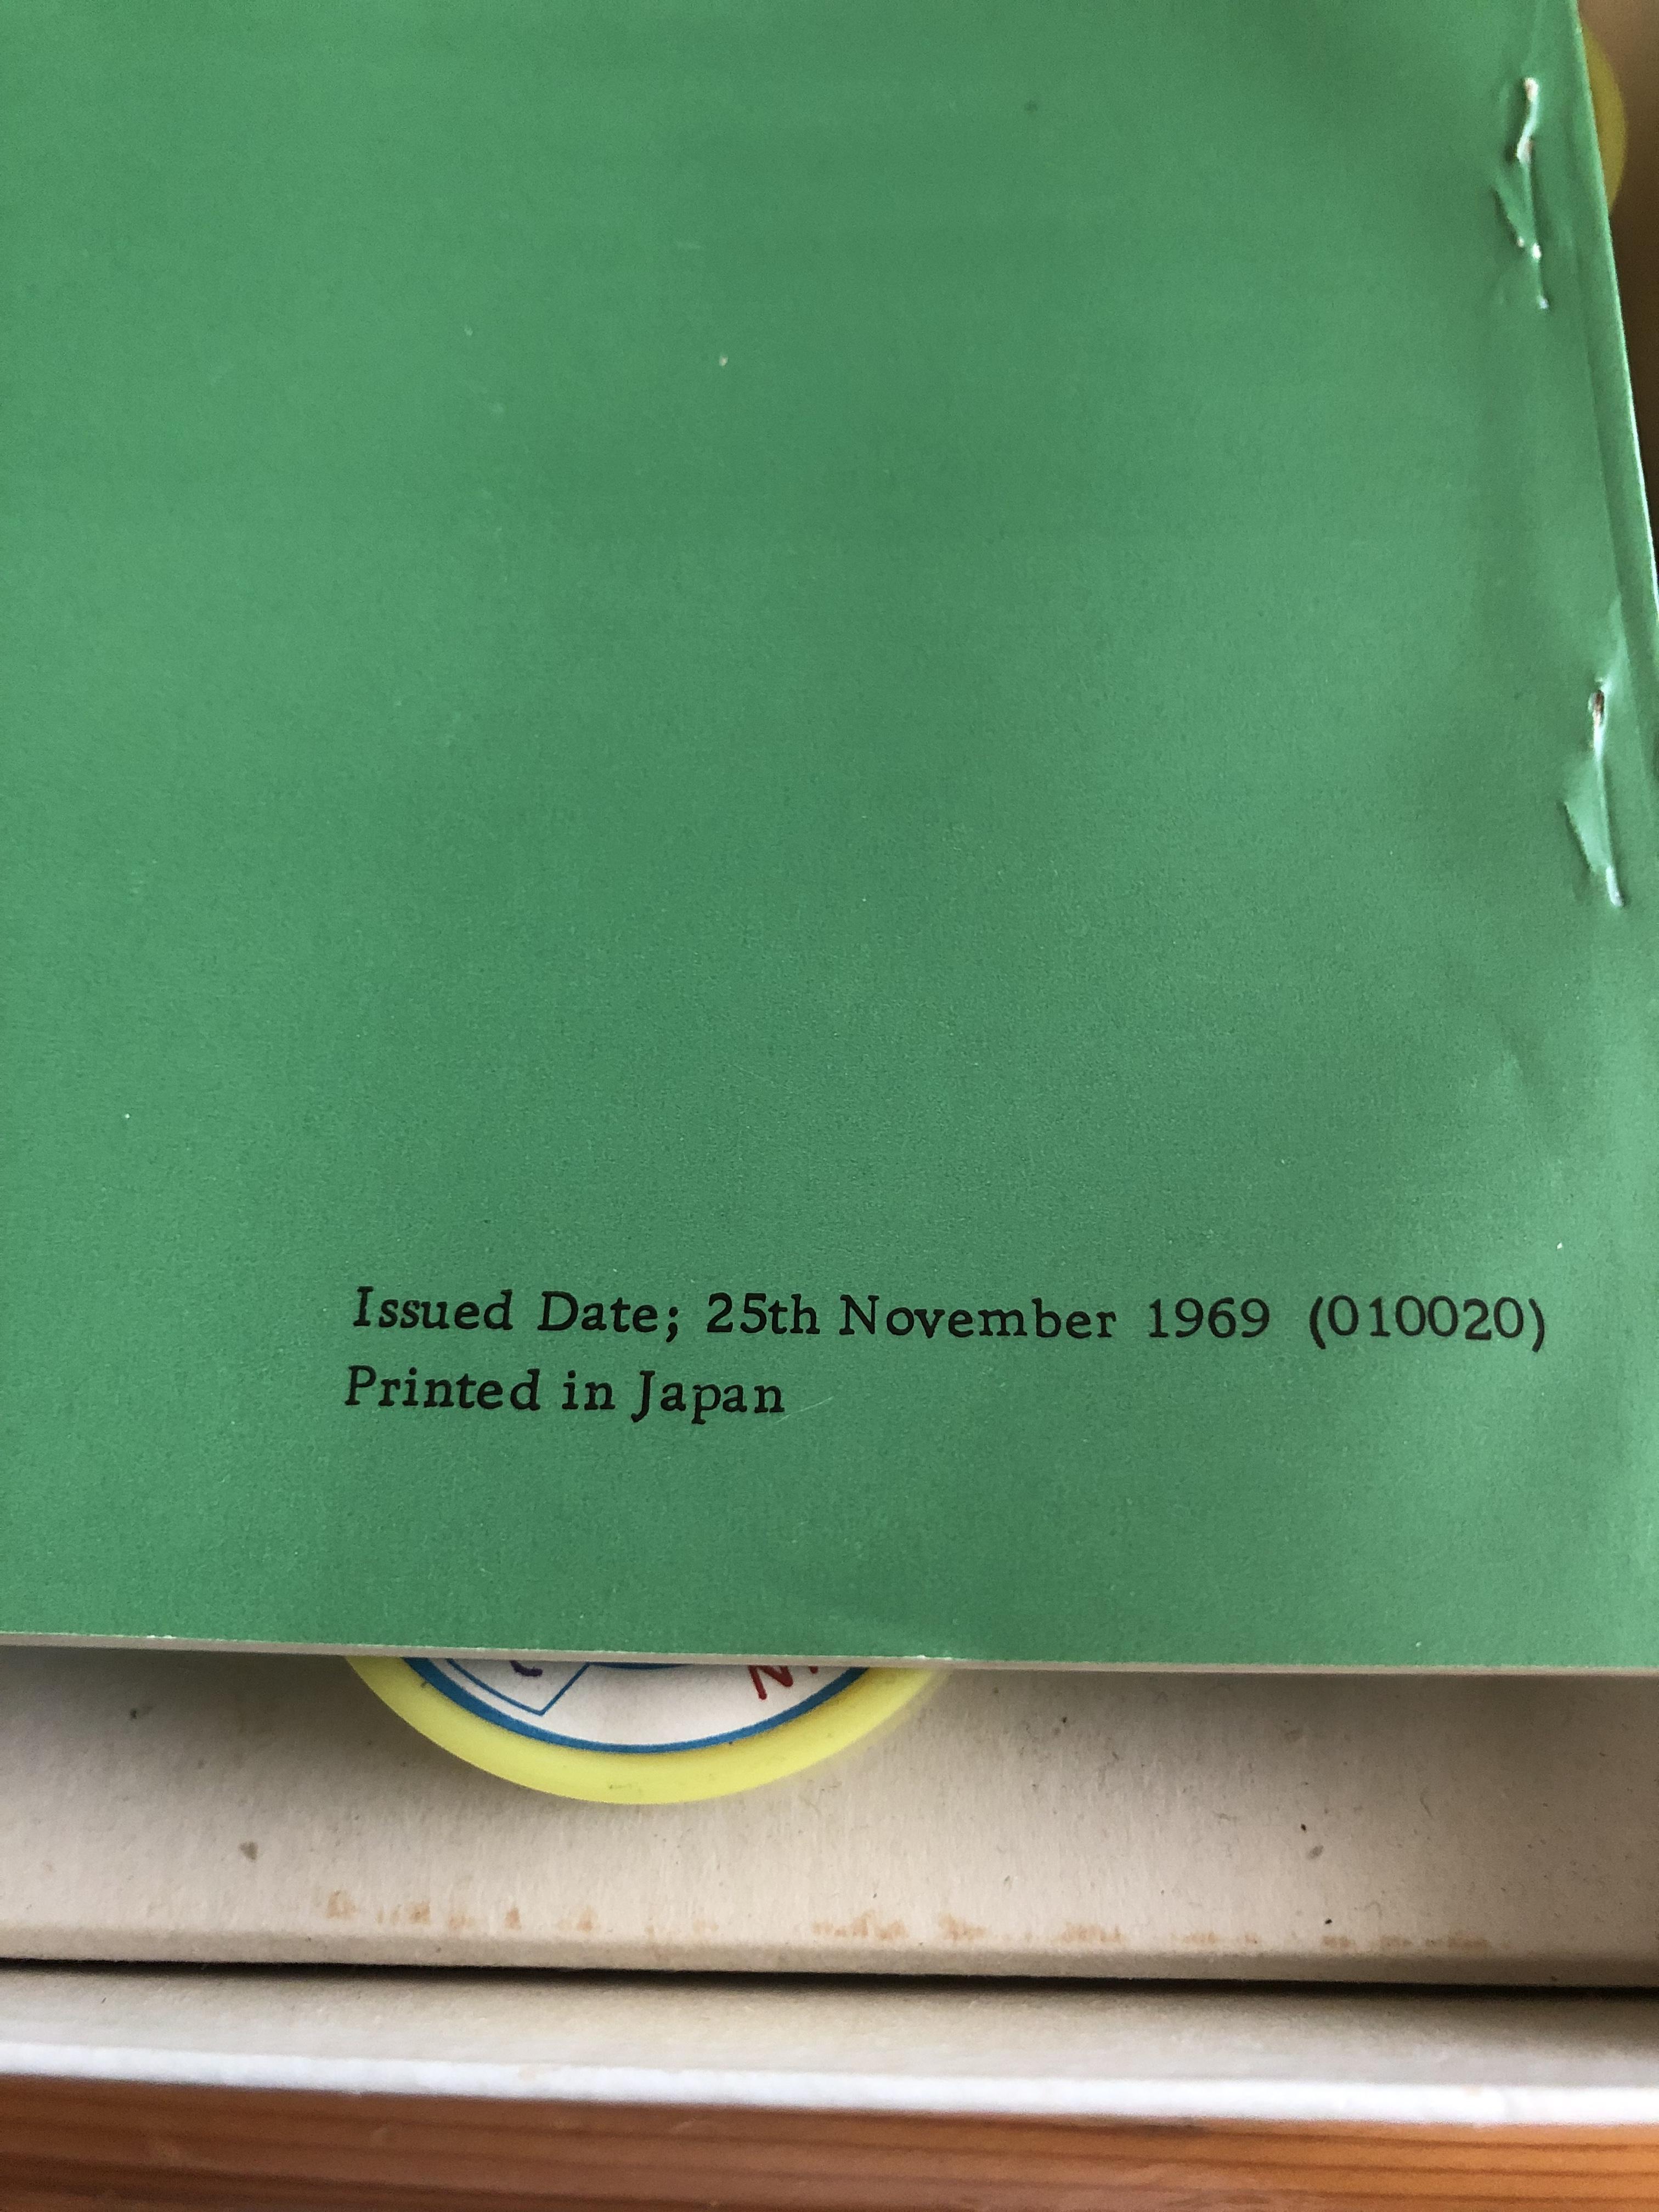 Issued Date; 25th November 1969 (010020)
Printed in Japan